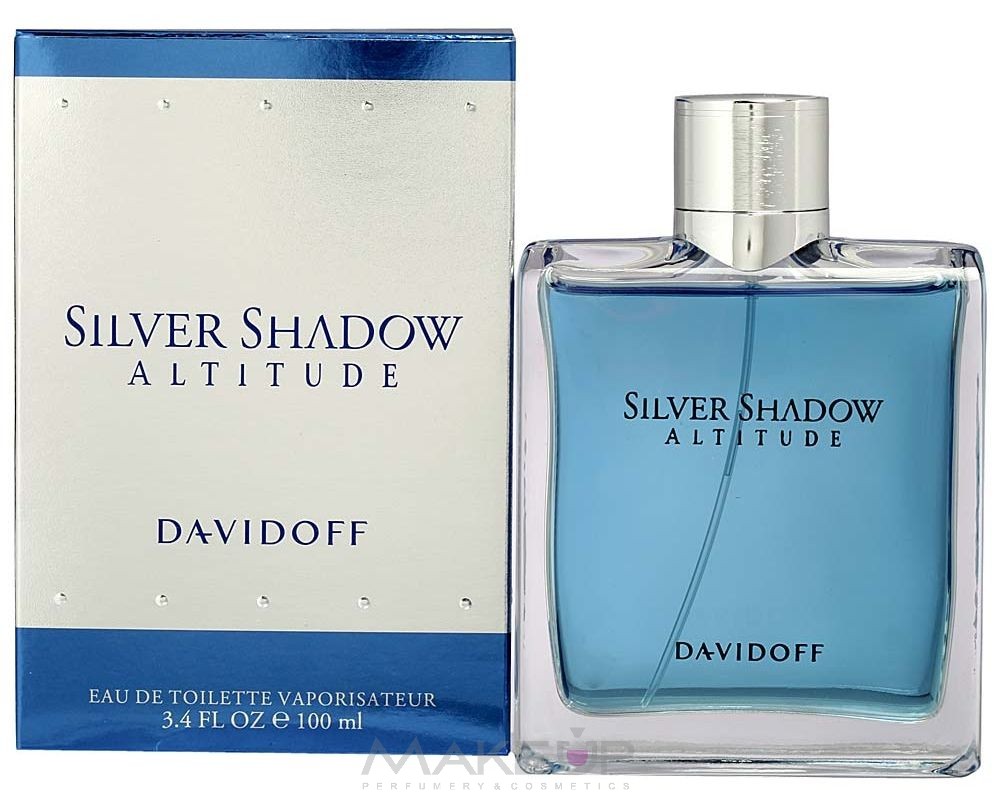 SILVER SHADOW
ALTITUDE
DAVIDOFF
EAU DE TOILETTE VAPORISATEUR
3.4 FL OZ ℮ 100 ml
SILVER SHADOW
ALTITUDE
DAVIDOFF
MAKEUP
PERFUMERY & COSMETICS